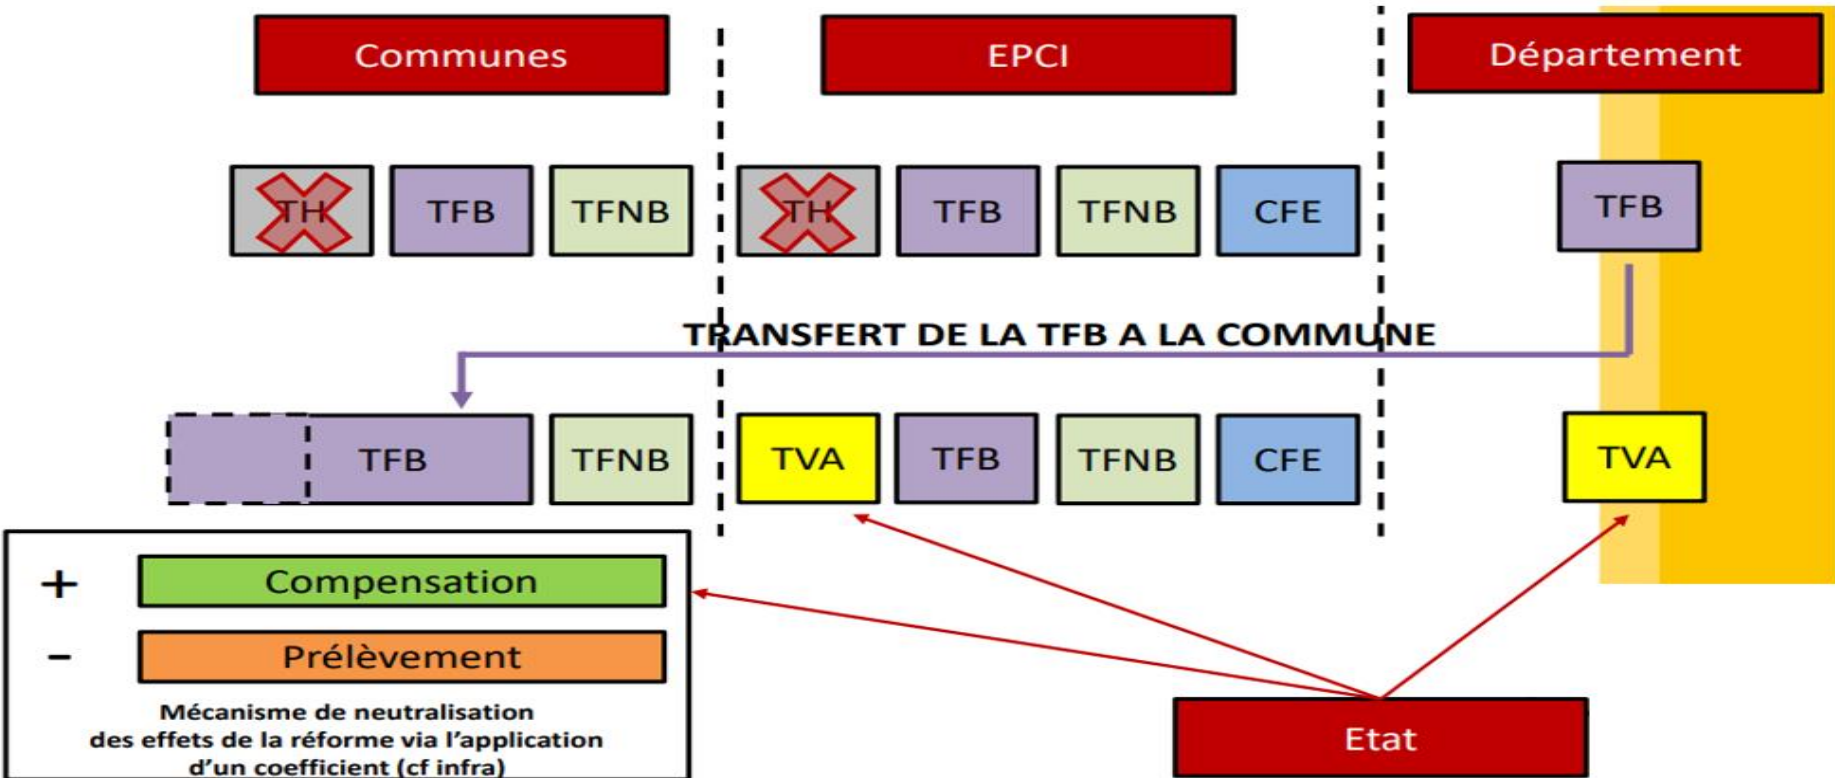 Communes
EPCI
Département
TH
TFB
TFNB
TH
TFB
TFNB
CFE
TFB
TRANSFERT DE LA TFB A LA COMMUNE
TFB
TFNB
TVA
TFB
TFNB
CFE
TVA
+ Compensation
- Prélèvement
Mécanisme de neutralisation
des effets de la réforme via l'application
d'un coefficient (cf infra)
Etat